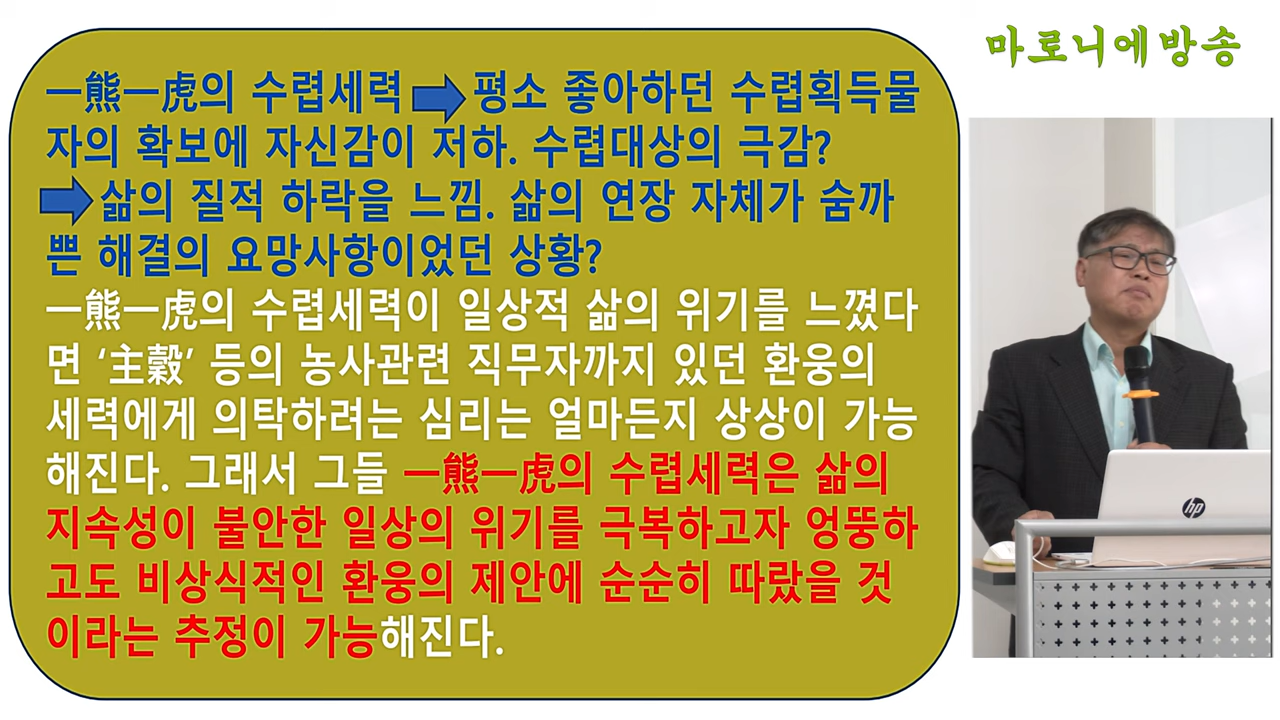 一熊一虎의 수렵세력 ➡ 평소 좋아하던 수렵획득물
자의 확보에 자신감이 저하. 수렵대상의 극감?
➡삶의 질적 하락을 느낌. 삶의 연장 자체가 숨까
쁜 해결의 요망사항이었던 상황?
一熊一虎의 수렵세력이 일상적 삶의 위기를 느꼈다
면 ‘主穀’ 등의 농사관련 직무자까지 있던 환웅의
세력에게 의탁하려는 심리는 얼마든지 상상이 가능
해진다. 그래서 그들 一熊一虎의 수렵세력은 삶의
지속성이 불안한 일상의 위기를 극복하고자 엉뚱하
고도 비상식적인 환웅의 제안에 순순히 따랐을 것
이라는 추정이 가능해진다.
마로니에방송
hp